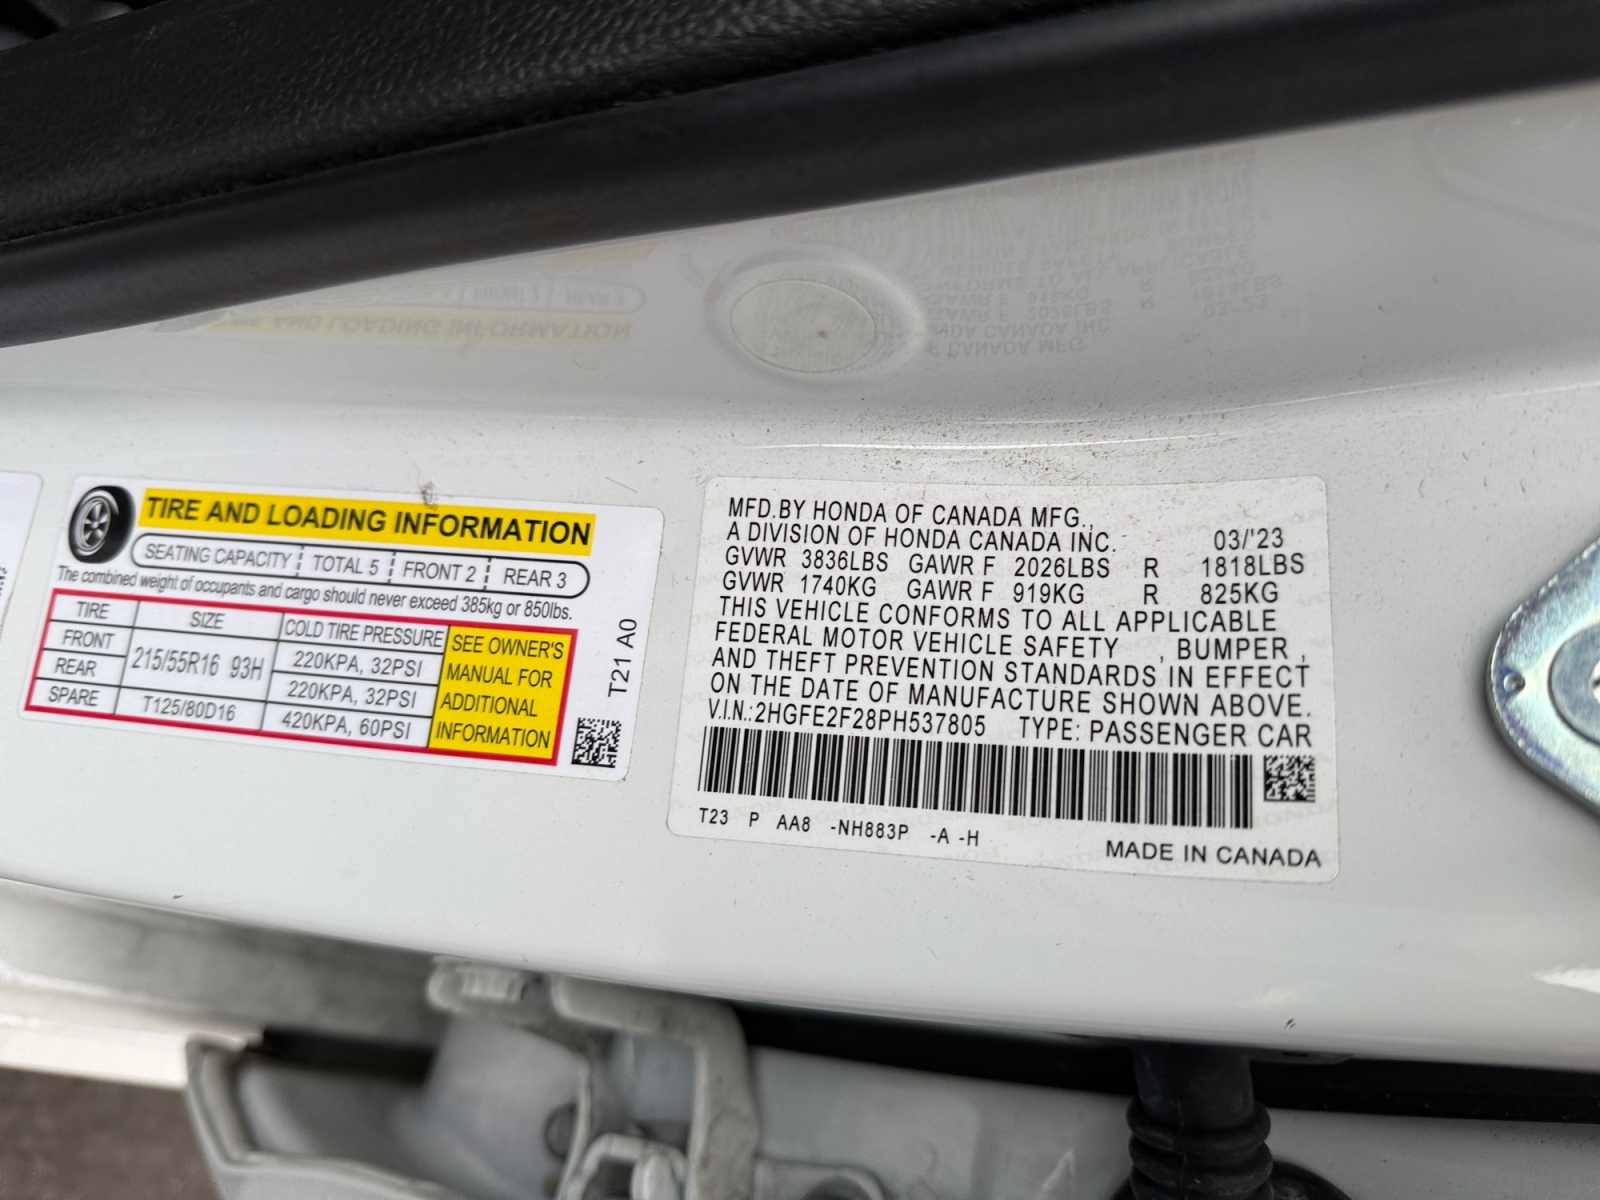 TIRE AND LOADING INFORMATION
SEATING CAPACITY TOTAL 5 FRONT 2 REAR 3
The combined weight of occupants and cargo should never exceed 385kg or 850lbs.
TIRE SIZE COLD TIRE PRESSURE SEE OWNER'S
FRONT 215/55R16 93H 220KPA, 32PSI MANUAL FOR
REAR 220KPA, 32PSI ADDITIONAL
SPARE T125/80D16 420KPA, 60PSI INFORMATION
T21 A0
MFD.BY HONDA OF CANADA MFG.,
A DIVISION OF HONDA CANADA INC. 03/'23
GVWR 3836LBS GAWR F 2026LBS R 1818LBS
GVWR 1740KG GAWR F 919KG R 825KG
THIS VEHICLE CONFORMS TO ALL APPLICABLE
FEDERAL MOTOR VEHICLE SAFETY , BUMPER ,
AND THEFT PREVENTION STANDARDS IN EFFECT
ON THE DATE OF MANUFACTURE SHOWN ABOVE.
V.I.N.:2HGFE2F28PH537805 TYPE: PASSENGER CAR
T23 P AA8 -NH883P -A -H
MADE IN CANADA